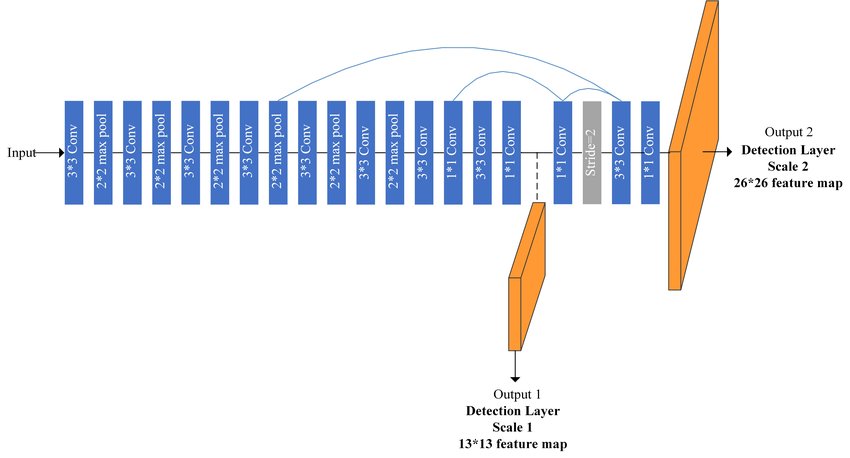 Input
3*3 Conv
2*2 max pool
3*3 Conv
2*2 max pool
3*3 Conv
2*2 max pool
3*3 Conv
2*2 max pool
3*3 Conv
2*2 max pool
3*3 Conv
2*2 max pool
3*3 Conv
1*1 Conv
3*3 Conv
1*1 Conv
1*1 Conv
Stride=2
3*3 Conv
1*1 Conv
Output 2
Detection Layer
Scale 2
26*26 feature map
Output 1
Detection Layer
Scale 1
13*13 feature map